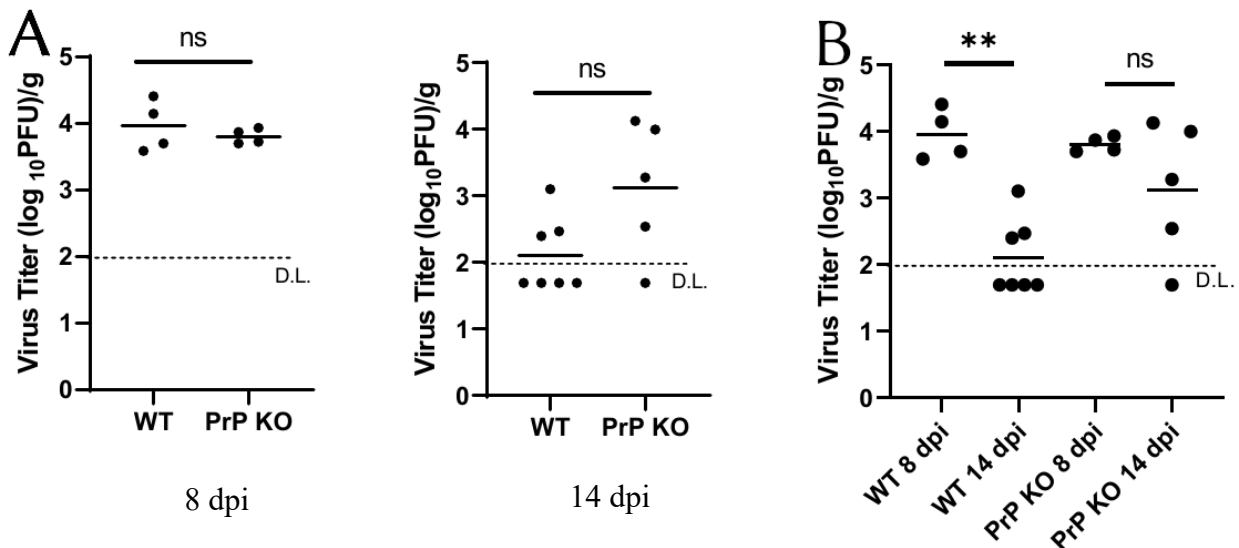 A
ns
Virus Titer (log 10PFU)/g
5
4
3
2
1
0
D.L.
WT PrP KO
8 dpi
ns
Virus Titer (log10PFU)/g
5
4
3
2
1
0
D.L.
WT PrP KO
14 dpi
B
**
ns
Virus Titer (log10PFU)/g
5
4
3
2
1
0
D.L.
WT 8 dpi
WT 14 dpi
PrP KO 8 dpi
PrP KO 14 dpi